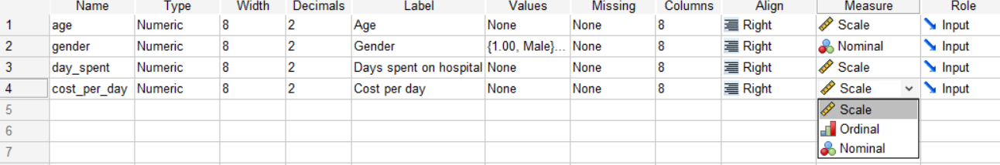 Name Type Width Decimals Label Values Missing Columns Align Measure Role
1 age Numeric 8 2 Age None None 8 Right Scale Input
2 gender Numeric 8 2 Gender {1.00, Male}... None 8 Right Nominal Input
3 day_spent Numeric 8 2 Days spent on hospital None None 8 Right Scale Input
4 cost_per_day Numeric 8 2 Cost per day None None 8 Right Scale Input
5 Scale
6 Ordinal
7 Nominal